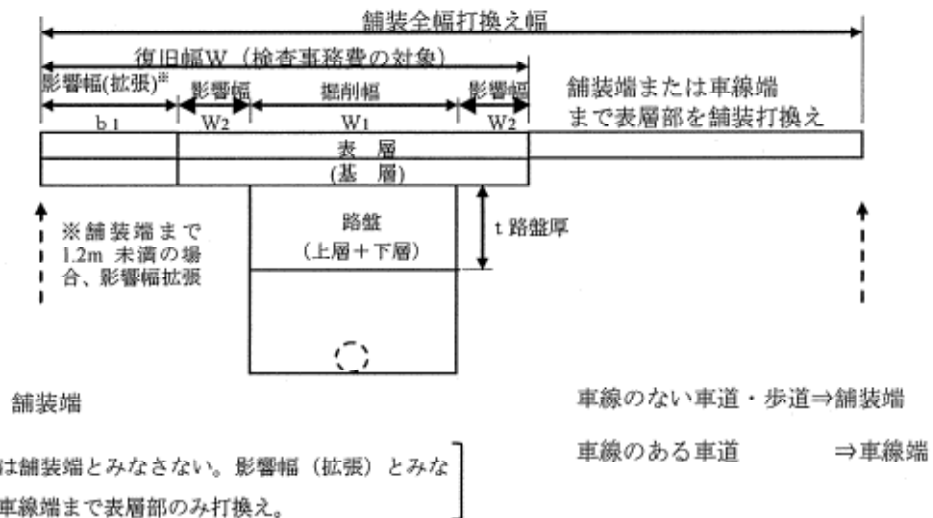 舗装全幅打換え幅
復旧幅W（検査事務費の対象）
影響幅(拡張)※
影響幅
掘削幅
影響幅
b1
W2
W1
W2
舗装端または車線端
まで表層部を舗装打換え
表 層
(基 層)
路盤
（上層＋下層）
t 路盤厚
※舗装端まで
1.2m 未満の場
合、影響幅拡張
舗装端
車線のない車道・歩道⇒舗装端
車線のある車道 ⇒車線端
は舗装端とみなさない。影響幅（拡張）とみな
車線端まで表層部のみ打換え。